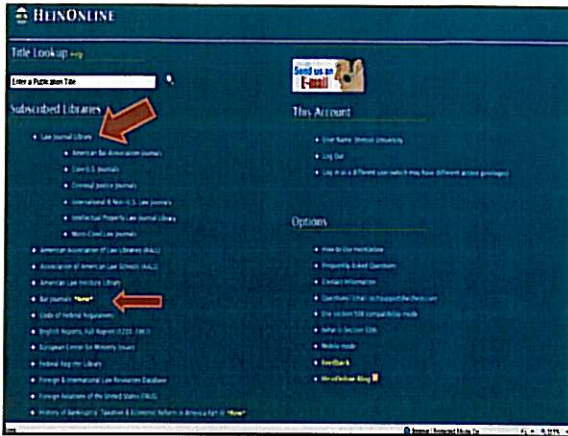 HEINONLINE
Title Lookup Help
Enter a Publication Title
Subscribed Libraries
Law Journal Library
American Bar Association Journals
Core U.S. Journals
Criminal Justice Journals
International & Non-U.S. Law Journals
Intellectual Property Law Journal Library
Most-Cited Law Journals
American Association of Law Libraries (AALL)
Association of American Law Schools (AALS)
American Law Institute Library
Bar Journals *New*
Code of Federal Regulations
English Reports, Full Reprint
European Center for Minority Issues
Federal Register Library
Foreign & International Law Resources Database
Foreign Relations of the United States (FRUS)
History of Bankruptcy: Taxation & Economic Reform in America Part III *New*
Send us an
E-mail
This Account
User Name: Stetson University
Log Out
Log in as a different user (which may have different access privileges)
Options
How to Use HeinOnline
Frequently Asked Questions
Contact Information
Questions? Email
Use section 508 compatibility mode
What is Section 508?
Mobile mode
Feedback
HeinOnline Blog